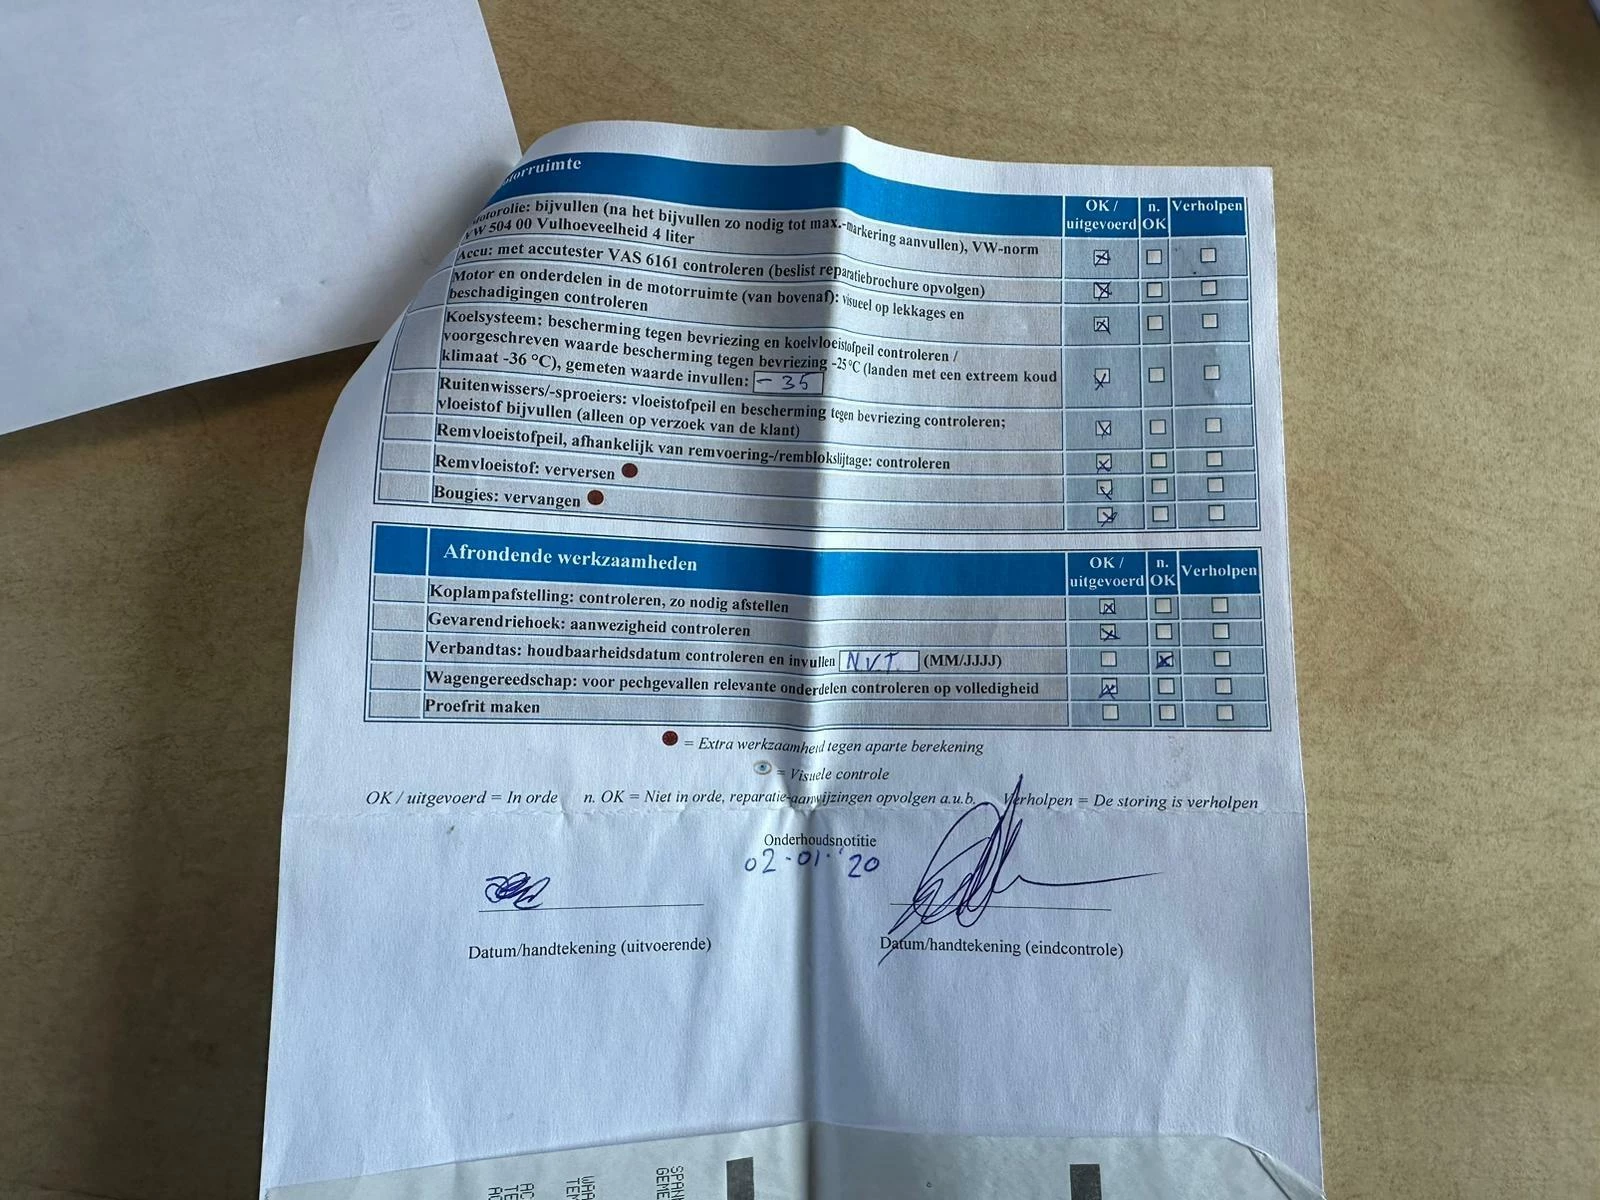 Motorruimte
OK / n. Verholpen
uitgevoerd OK
Motorolie: bijvullen (na het bijvullen zo nodig tot max.-markering aanvullen), VW-norm
VW 504 00 Vulhoeveelheid 4 liter
Accu: met accutester VAS 6161 controleren (beslist reparatiebrochure opvolgen)
Motor en onderdelen in de motorruimte (van bovenaf): visueel op lekkages en
beschadigingen controleren
Koelsysteem: bescherming tegen bevriezing en koelvloeistofpeil controleren /
voorgeschreven waarde bescherming tegen bevriezing -25°C (landen met een extreem koud
klimaat -36 °C), gemeten waarde invullen: - 35
Ruitenwissers/-sproeiers: vloeistofpeil en bescherming tegen bevriezing controleren;
vloeistof bijvullen (alleen op verzoek van de klant)
Remvloeistofpeil, afhankelijk van remvoering-/remblokslijtage: controleren
Remvloeistof: verversen
Bougies: vervangen
Afrondende werkzaamheden
OK / n. Verholpen
uitgevoerd OK
Koplampafstelling: controleren, zo nodig afstellen
Gevarendriehoek: aanwezigheid controleren
Verbandtas: houdbaarheidsdatum controleren en invullen N.V.T. (MM/JJJJ)
Wagengereedschap: voor pechgevallen relevante onderdelen controleren op volledigheid
Proefrit maken
= Extra werkzaamheid tegen aparte berekening
= Visuele controle
OK / uitgevoerd = In orde n. OK = Niet in orde, reparatie-aanwijzingen opvolgen a.u.b. Verholpen = De storing is verholpen
Onderhoudsnotitie
02-01-'20
Datum/handtekening (uitvoerende) Datum/handtekening (eindcontrole)
SPAN
GEME